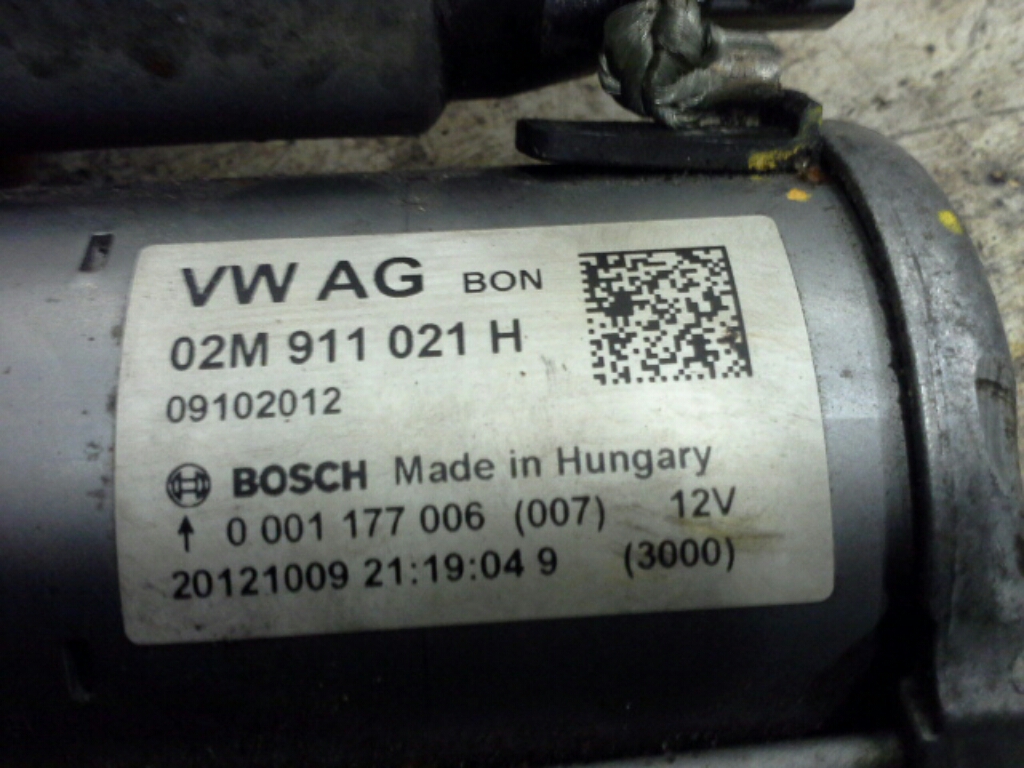 VW AG BON
02M 911 021 H
09102012
BOSCH Made in Hungary
↑ 0 001 177 006 (007) 12V
20121009 21:19:04 9 (3000)